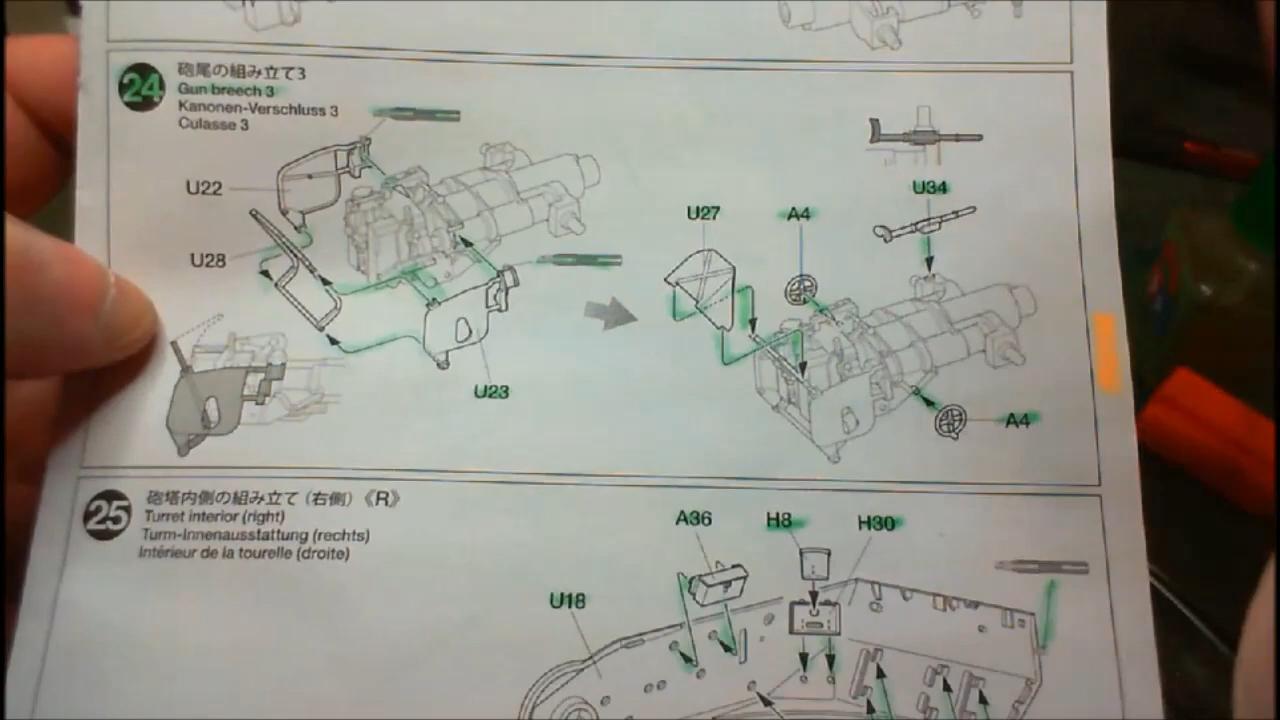 24
砲尾の組み立て3
Gun breech 3
Kanonen-Verschluss 3
Culasse 3
U22
U28
U23
U27
A4
U34
A4
25
砲塔内側の組み立て（右側）《R》
Turret interior (right)
Turm-Innenausstattung (rechts)
Intérieur de la tourelle (droite)
A36
H8
H30
U18